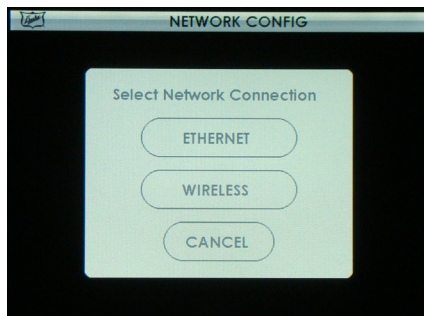 NETWORK CONFIG
Select Network Connection
ETHERNET
WIRELESS
CANCEL